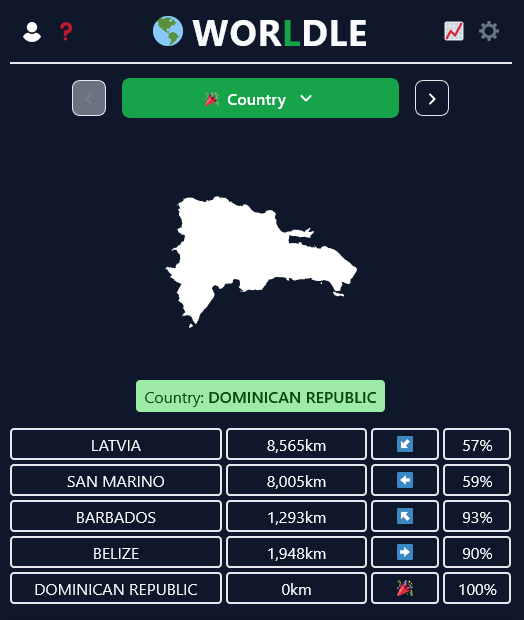 ? WORLDLE
Country
Country: DOMINICAN REPUBLIC
LATVIA 8,565km 57%
SAN MARINO 8,005km 59%
BARBADOS 1,293km 93%
BELIZE 1,948km 90%
DOMINICAN REPUBLIC 0km 100%